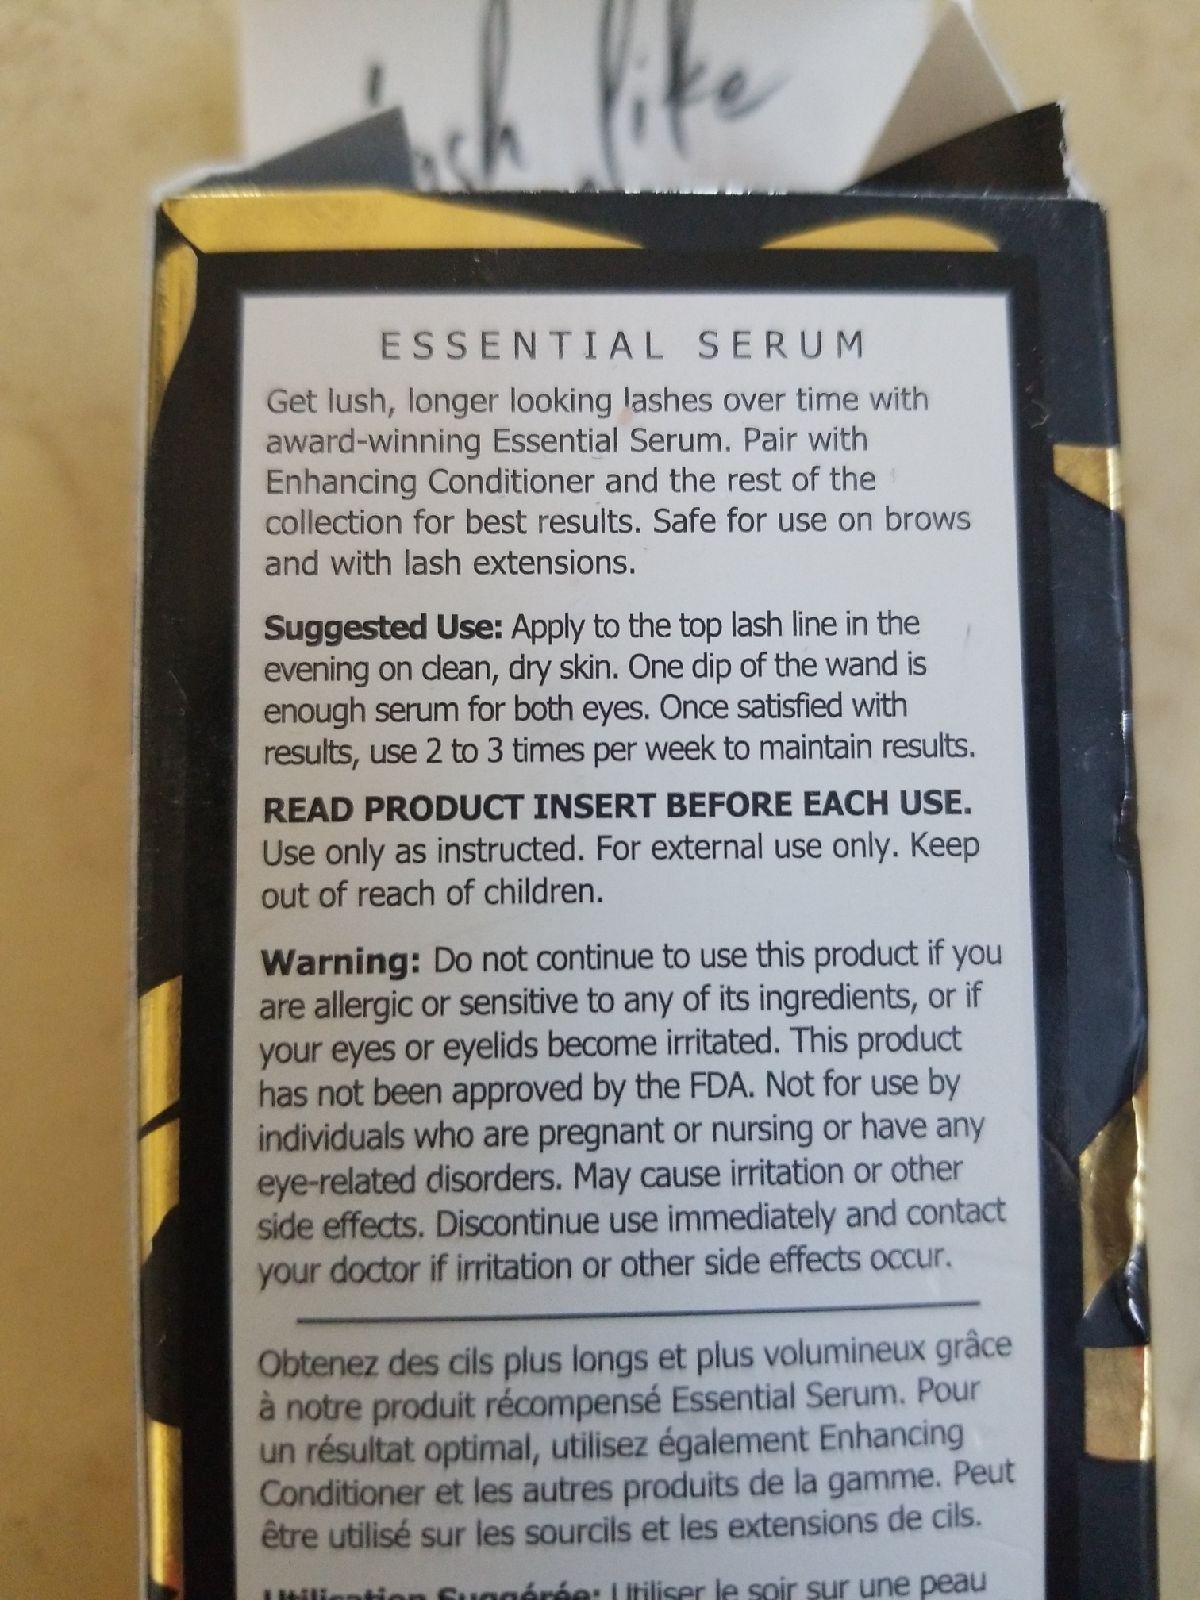 like
ESSENTIAL SERUM
Get lush, longer looking lashes over time with
award-winning Essential Serum. Pair with
Enhancing Conditioner and the rest of the
collection for best results. Safe for use on brows
and with lash extensions.
Suggested Use: Apply to the top lash line in the
evening on clean, dry skin. One dip of the wand is
enough serum for both eyes. Once satisfied with
results, use 2 to 3 times per week to maintain results.
READ PRODUCT INSERT BEFORE EACH USE.
Use only as instructed. For external use only. Keep
out of reach of children.
Warning: Do not continue to use this product if you
are allergic or sensitive to any of its ingredients, or if
your eyes or eyelids become irritated. This product
has not been approved by the FDA. Not for use by
individuals who are pregnant or nursing or have any
eye-related disorders. May cause irritation or other
side effects. Discontinue use immediately and contact
your doctor if irritation or other side effects occur.
Obtenez des cils plus longs et plus volumineux grâce
à notre produit récompensé Essential Serum. Pour
un résultat optimal, utilisez également Enhancing
Conditioner et les autres produits de la gamme. Peut
être utilisé sur les sourcils et les extensions de cils.
Utilisation Suggérée: Utiliser le soir sur une peau